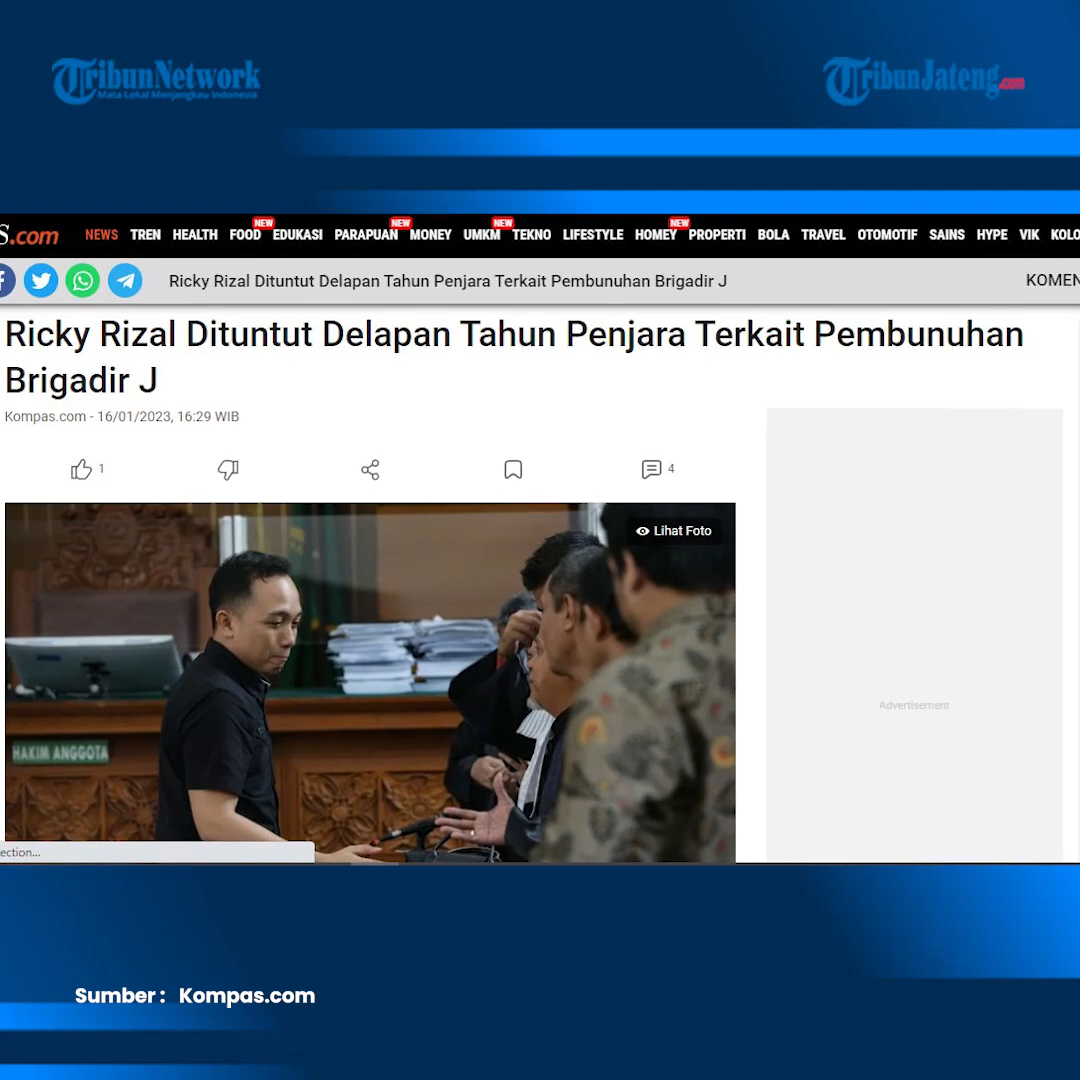 TribunNetwork
Mata Lokal Menjangkau Indonesia
TribunJateng.com
S.com
NEWS TREN HEALTH FOOD NEW EDUKASI PARAPUAN NEW MONEY UMKM NEW TEKNO LIFESTYLE HOMEY NEW PROPERTI BOLA TRAVEL OTOMOTIF SAINS HYPE VIK KOLO
Ricky Rizal Dituntut Delapan Tahun Penjara Terkait Pembunuhan Brigadir J
KOMEN
Ricky Rizal Dituntut Delapan Tahun Penjara Terkait Pembunuhan
Brigadir J
Kompas.com - 16/01/2023, 16:29 WIB
1
4
Lihat Foto
HAKIM ANGGOTA
Advertisement
ection...
Sumber : Kompas.com